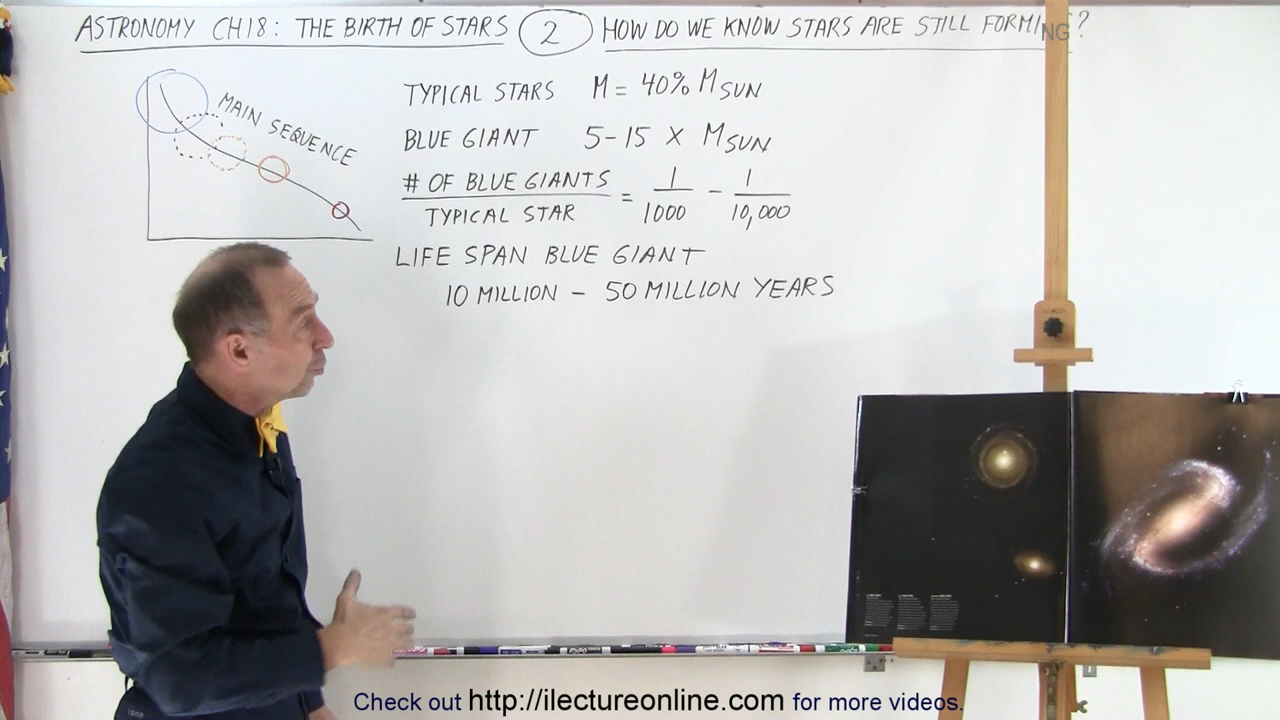 ASTRONOMY CH18: THE BIRTH OF STARS 2 HOW DO WE KNOW STARS ARE STILL FORMING?
MAIN SEQUENCE
TYPICAL STARS M = 40% MSUN
BLUE GIANT 5-15 X MSUN
# OF BLUE GIANTS / TYPICAL STAR = 1/1000 - 1/10,000
LIFE SPAN BLUE GIANT
10 MILLION - 50 MILLION YEARS
Check out http://ilectureonline.com for more videos.